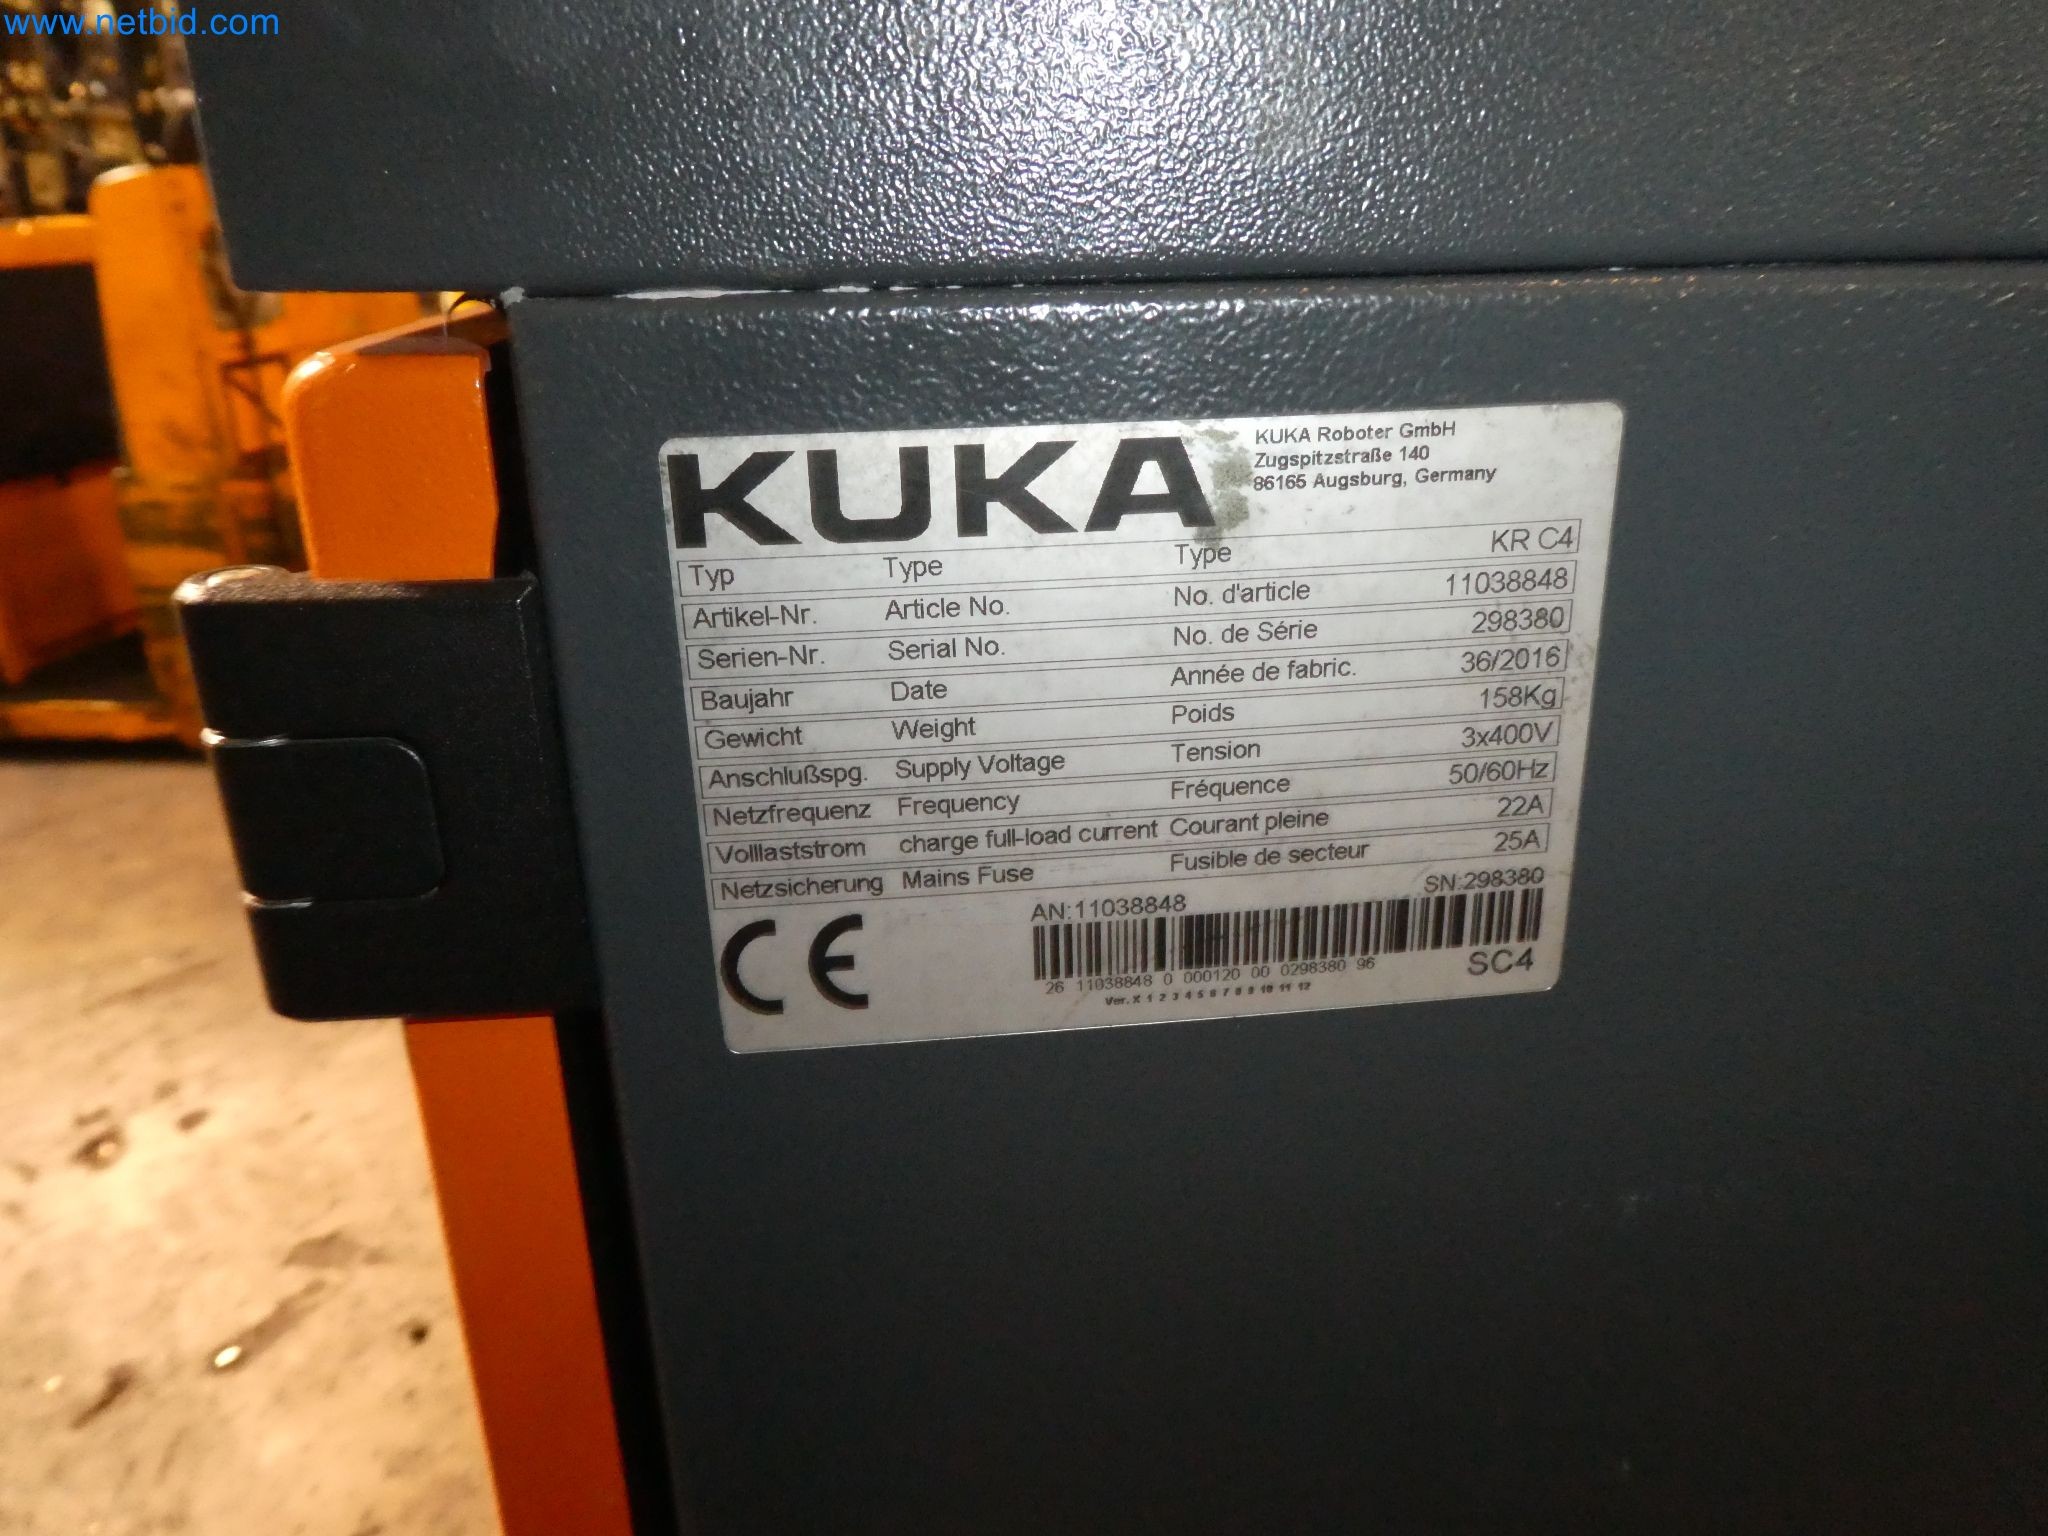 www.netbid.com
KUKA
KUKA Roboter GmbH
Zugspitzstraße 140
86165 Augsburg, Germany
Typ Type Type KR C4
Artikel-Nr. Article No. No. d'article 11038848
Serien-Nr. Serial No. No. de Série 298380
Baujahr Date Année de fabric. 36/2016
Gewicht Weight Poids 158Kg
Anschlußspg. Supply Voltage Tension 3x400V
Netzfrequenz Frequency Fréquence 50/60Hz
Volllaststrom charge full-load current Courant pleine 22A
Netzsicherung Mains Fuse Fusible de secteur 25A
AN:11038848 SN:298380
CE
26 11038848 0 000120 00 0298380 96 SC4
Ver. X 1 2 3 4 5 6 7 8 9 10 11 12